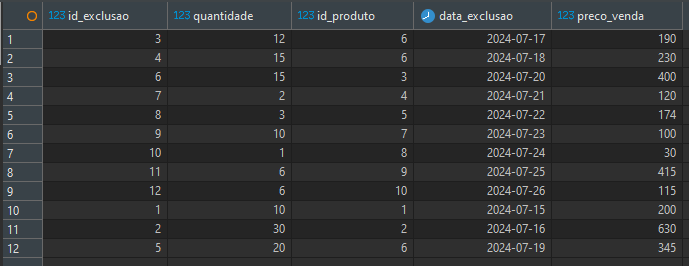 123 id_exclusao 123 quantidade 123 id_produto data_exclusao 123 preco_venda
1 3 12 6 2024-07-17 190
2 4 15 6 2024-07-18 230
3 6 15 3 2024-07-20 400
4 7 2 4 2024-07-21 120
5 8 3 5 2024-07-22 174
6 9 10 7 2024-07-23 100
7 10 1 8 2024-07-24 30
8 11 6 9 2024-07-25 415
9 12 6 10 2024-07-26 115
10 1 10 1 2024-07-15 200
11 2 30 2 2024-07-16 630
12 5 20 6 2024-07-19 345